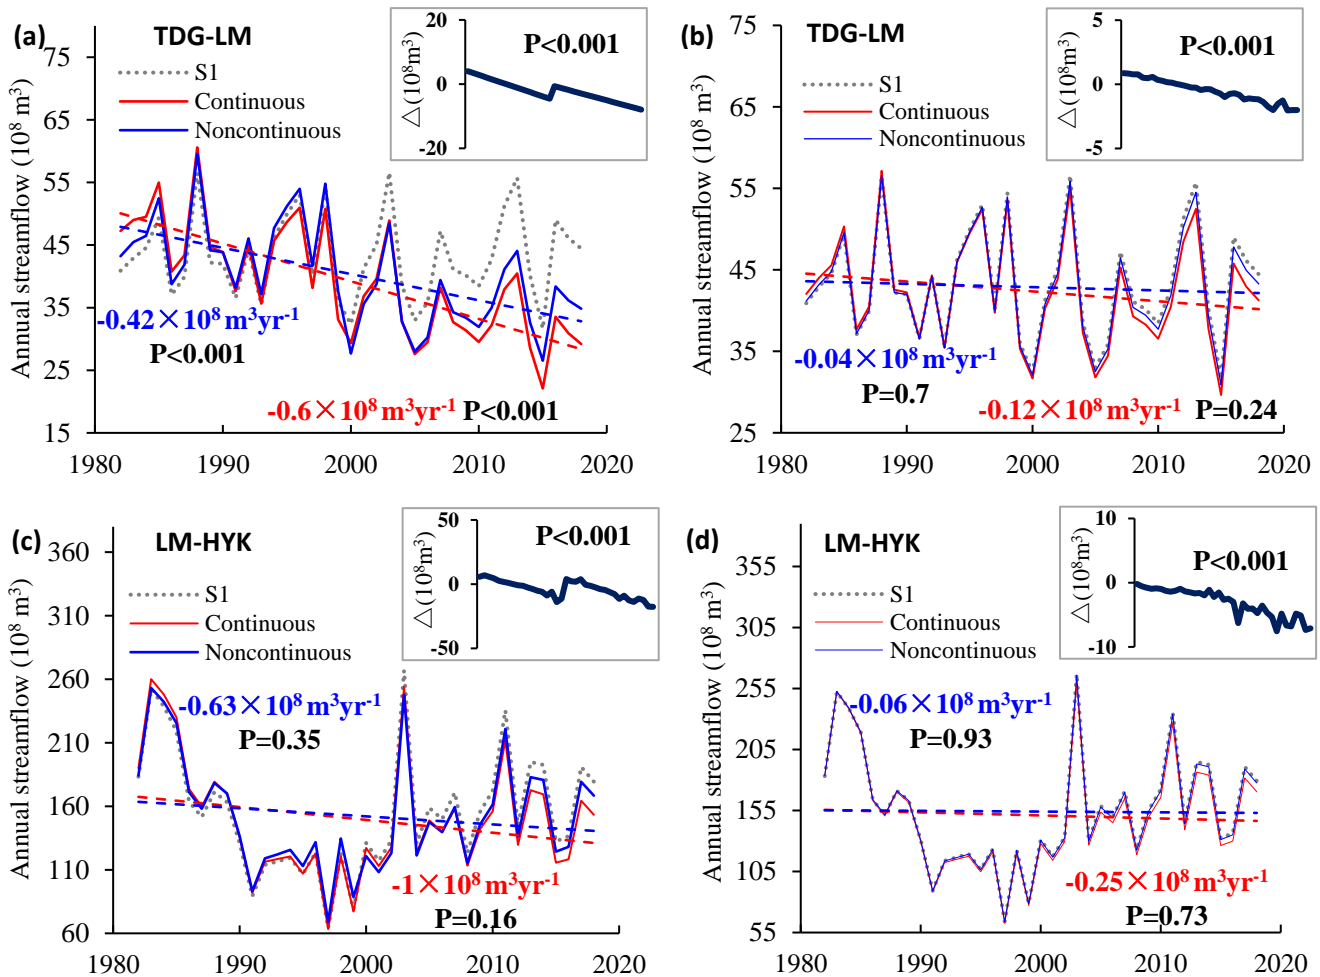 (a)
TDG-LM
S1
Continuous
Noncontinuous
20
0
-20
△(10⁸m³)
P<0.001
Annual streamflow (10⁸ m³)
75
65
55
45
35
25
15
-0.42×10⁸ m³yr⁻¹
P<0.001
-0.6×10⁸ m³yr⁻¹ P<0.001
1980 1990 2000 2010 2020
(b)
TDG-LM
S1
Continuous
Noncontinuous
5
0
-5
△(10⁸m³)
P<0.001
Annual streamflow (10⁸ m³)
75
65
55
45
35
25
-0.04×10⁸ m³yr⁻¹
P=0.7
-0.12×10⁸ m³yr⁻¹ P=0.24
1980 1990 2000 2010 2020
(c)
LM-HYK
S1
Continuous
Noncontinuous
50
0
-50
△(10⁸m³)
P<0.001
Annual streamflow (10⁸ m³)
360
310
260
210
160
110
60
-0.63×10⁸ m³yr⁻¹
P=0.35
-1×10⁸ m³yr⁻¹
P=0.16
1980 1990 2000 2010 2020
(d)
LM-HYK
S1
Continuous
Noncontinuous
10
0
-10
△(10⁸m³)
P<0.001
Annual streamflow (10⁸ m³)
355
305
255
205
155
105
55
-0.06×10⁸ m³yr⁻¹
P=0.93
-0.25×10⁸ m³yr⁻¹
P=0.73
1980 1990 2000 2010 2020